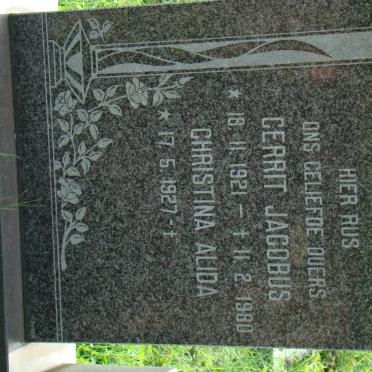 HIER RUS
ONS GELIEFDE OUERS
GERRIT JACOBUS
* 18. 11. 1921 — † 11. 2. 1980
CHRISTINA ALIDA
* 17. 5. 1927 - †